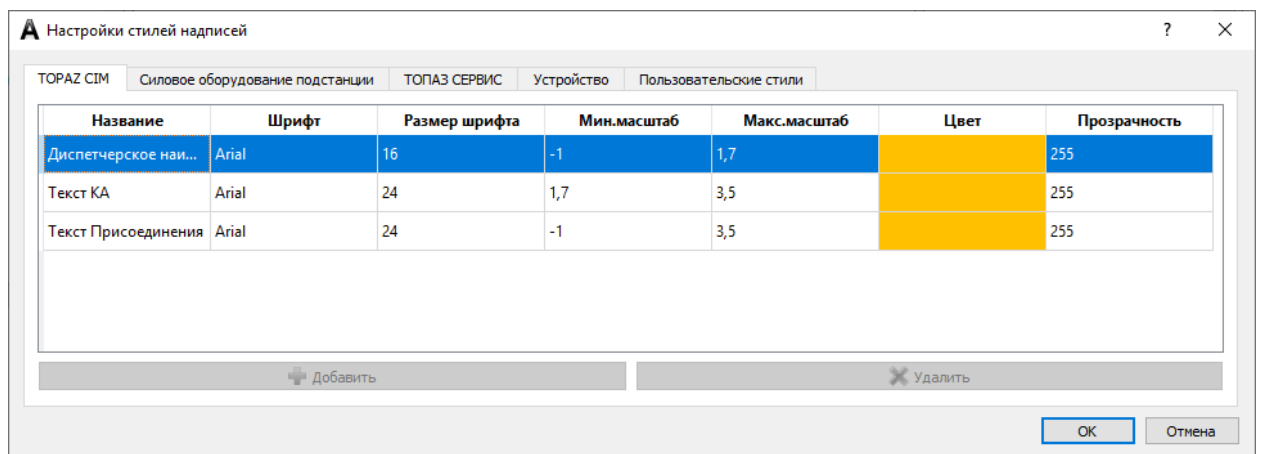 Настройки стилей надписей ?
TOPAZ CIM Силовое оборудование подстанции ТОПАЗ СЕРВИС Устройство Пользовательские стили
Название Шрифт Размер шрифта Мин.масштаб Макс.масштаб Цвет Прозрачность
Диспетчерское наи... Arial 16 -1 1,7 255
Текст КА Arial 24 1,7 3,5 255
Текст Присоединения Arial 24 -1 3,5 255
Добавить Удалить
ОК Отмена